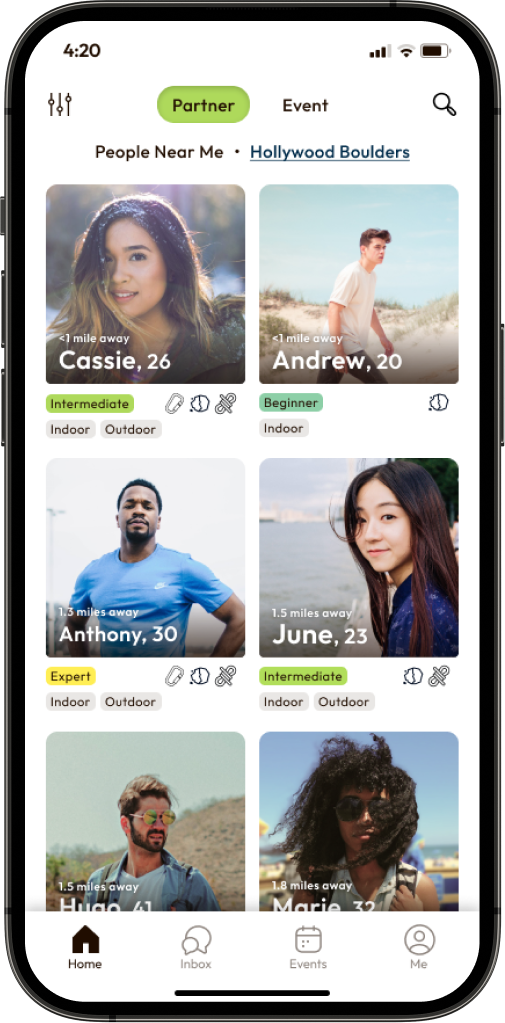 4:20
Partner Event
People Near Me • Hollywood Boulders
<1 mile away
Cassie, 26
<1 mile away
Andrew, 20
Intermediate
Indoor Outdoor
Beginner
Indoor
1.3 miles away
Anthony, 30
1.5 miles away
June, 23
Expert
Indoor Outdoor
Intermediate
Indoor Outdoor
1.5 miles away
Hugo, 41
1.8 miles away
Marie, 32
Home Inbox Events Me